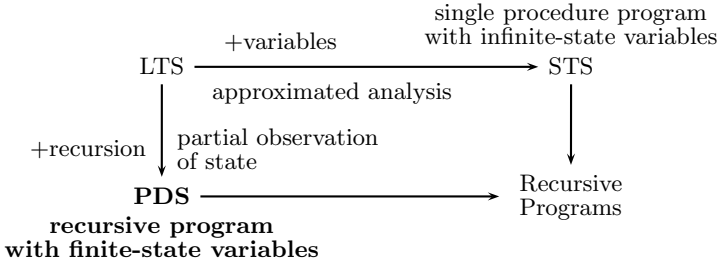 single procedure program
with infinite-state variables
+variables
LTS
STS
approximated analysis
+recursion
partial observation
of state
PDS
Recursive
Programs
recursive program
with finite-state variables